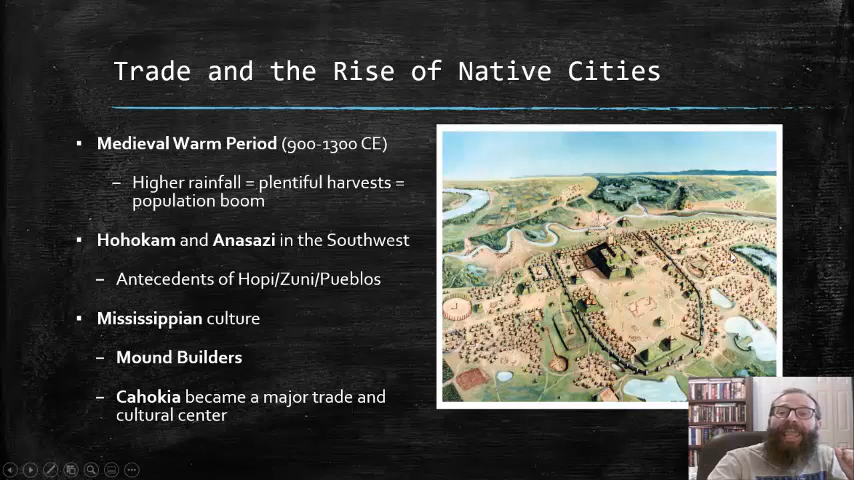 Trade and the Rise of Native Cities
▪ Medieval Warm Period (900-1300 CE)
– Higher rainfall = plentiful harvests =
population boom
▪ Hohokam and Anasazi in the Southwest
– Antecedents of Hopi/Zuni/Pueblos
▪ Mississippian culture
– Mound Builders
– Cahokia became a major trade and
cultural center